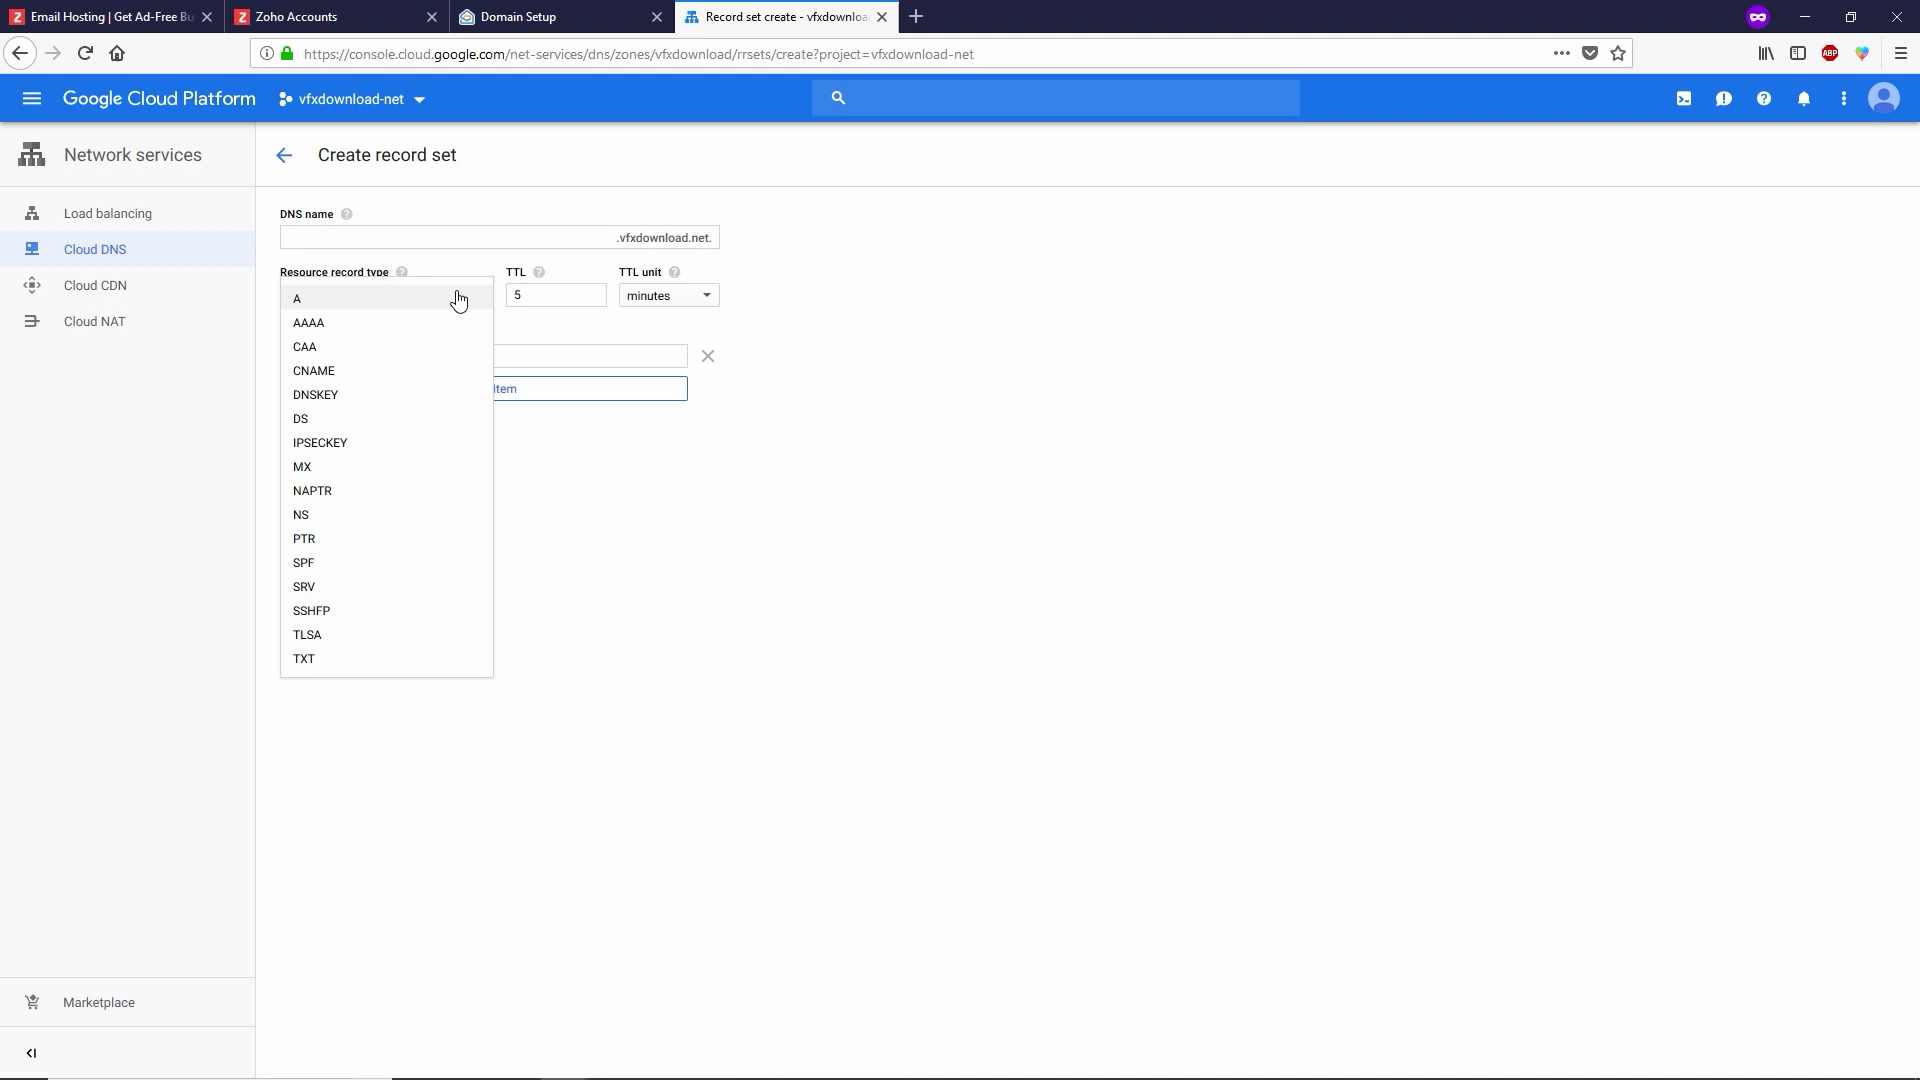 Email Hosting | Get Ad-Free Bu
Zoho Accounts
Domain Setup
Record set create - vfxdownloa
https://console.cloud.google.com/net-services/dns/zones/vfxdownload/rrsets/create?project=vfxdownload-net
ABP
Google Cloud Platform
vfxdownload-net
Network services
Create record set
Load balancing
Cloud DNS
Cloud CDN
Cloud NAT
DNS name
.vfxdownload.net.
Resource record type
TTL
TTL unit
5
minutes
A
AAAA
CAA
CNAME
item
DNSKEY
DS
IPSECKEY
MX
NAPTR
NS
PTR
SPF
SRV
SSHFP
TLSA
TXT
Marketplace